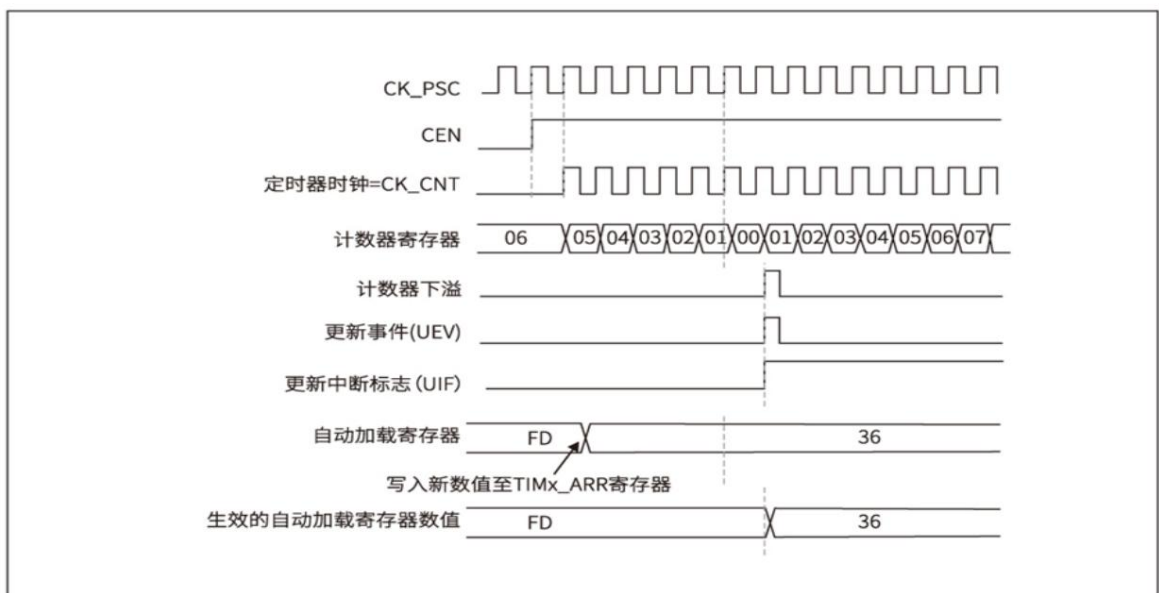 CK_PSC
CEN
定时器时钟=CK_CNT
计数器寄存器 06 05 04 03 02 01 00 01 02 03 04 05 06 07
计数器下溢
更新事件(UEV)
更新中断标志(UIF)
自动加载寄存器 FD 36
写入新数值至TIMx_ARR寄存器
生效的自动加载寄存器数值 FD 36